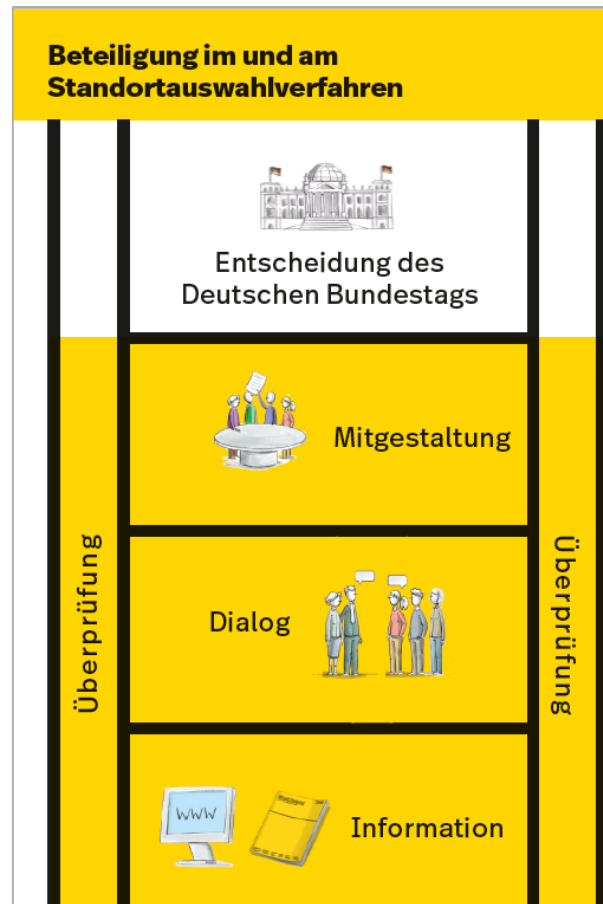 Beteiligung im und am
Standortauswahlverfahren
Entscheidung des
Deutschen Bundestags
Mitgestaltung
Überprüfung
Dialog
Überprüfung
WWW
Information